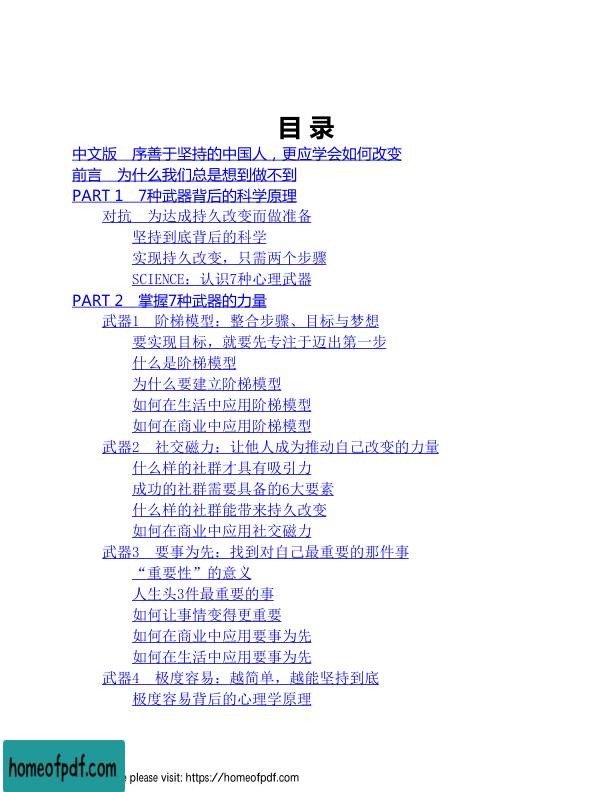 目 录
中文版　序善于坚持的中国人，更应学会如何改变
前言　为什么我们总是想到做不到
PART 1　7种武器背后的科学原理
对抗　为达成持久改变而做准备
坚持到底背后的科学
实现持久改变，只需两个步骤
SCIENCE：认识7种心理武器
PART 2　掌握7种武器的力量
武器1　阶梯模型：整合步骤、目标与梦想
要实现目标，就要先专注于迈出第一步
什么是阶梯模型
为什么要建立阶梯模型
如何在生活中应用阶梯模型
如何在商业中应用阶梯模型
武器2　社交磁力：让他人成为推动自己改变的力量
什么样的社群才具有吸引力
成功的社群需要具备的6大要素
什么样的社群能带来持久改变
如何在商业中应用社交磁力
武器3　要事为先：找到对自己最重要的那件事
“重要性”的意义
人生头3件最重要的事
如何让事情变得更重要
如何在商业中应用要事为先
如何在生活中应用要事为先
武器4　极度容易：越简单，越能坚持到底
极度容易背后的心理学原理
homeofpdf.com
e please visit: https://homeofpdf.com